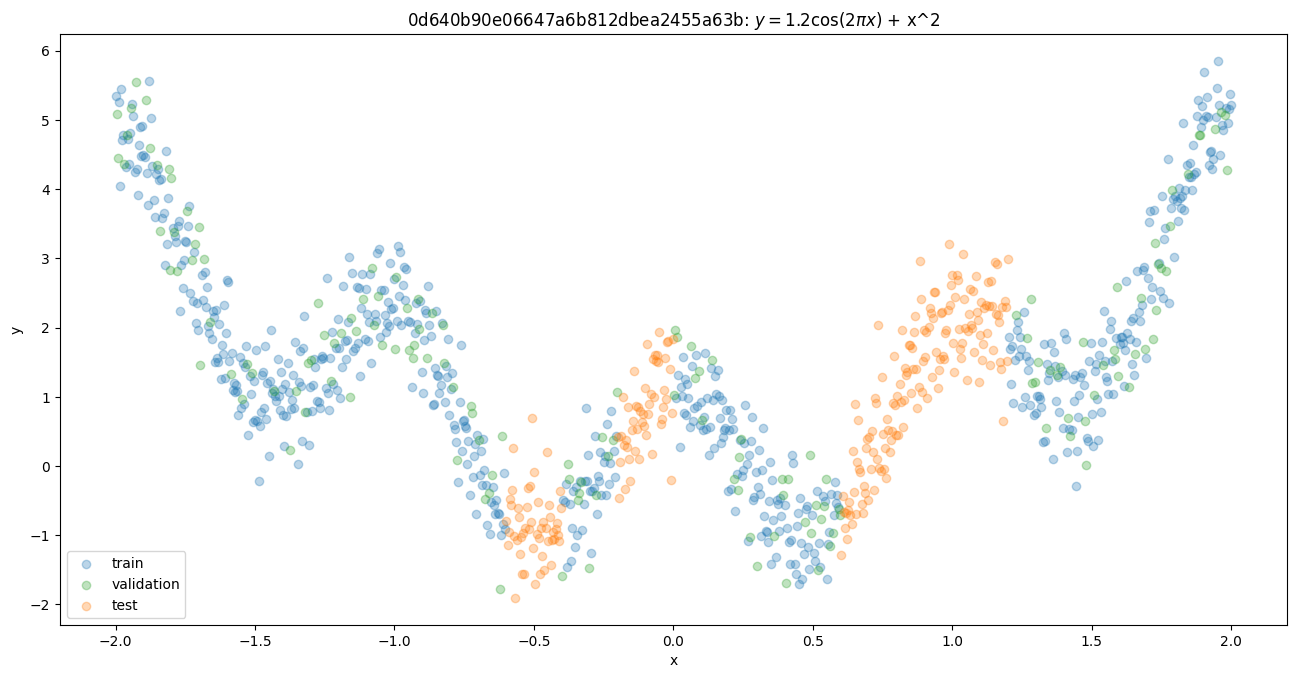 0d640b90e06647a6b812dbea2455a63b: y = 1.2cos(2πx) + x^2
6
5
4
3
2
1
0
−1
−2
y
−2.0 −1.5 −1.0 −0.5 0.0 0.5 1.0 1.5 2.0
x
train
validation
test